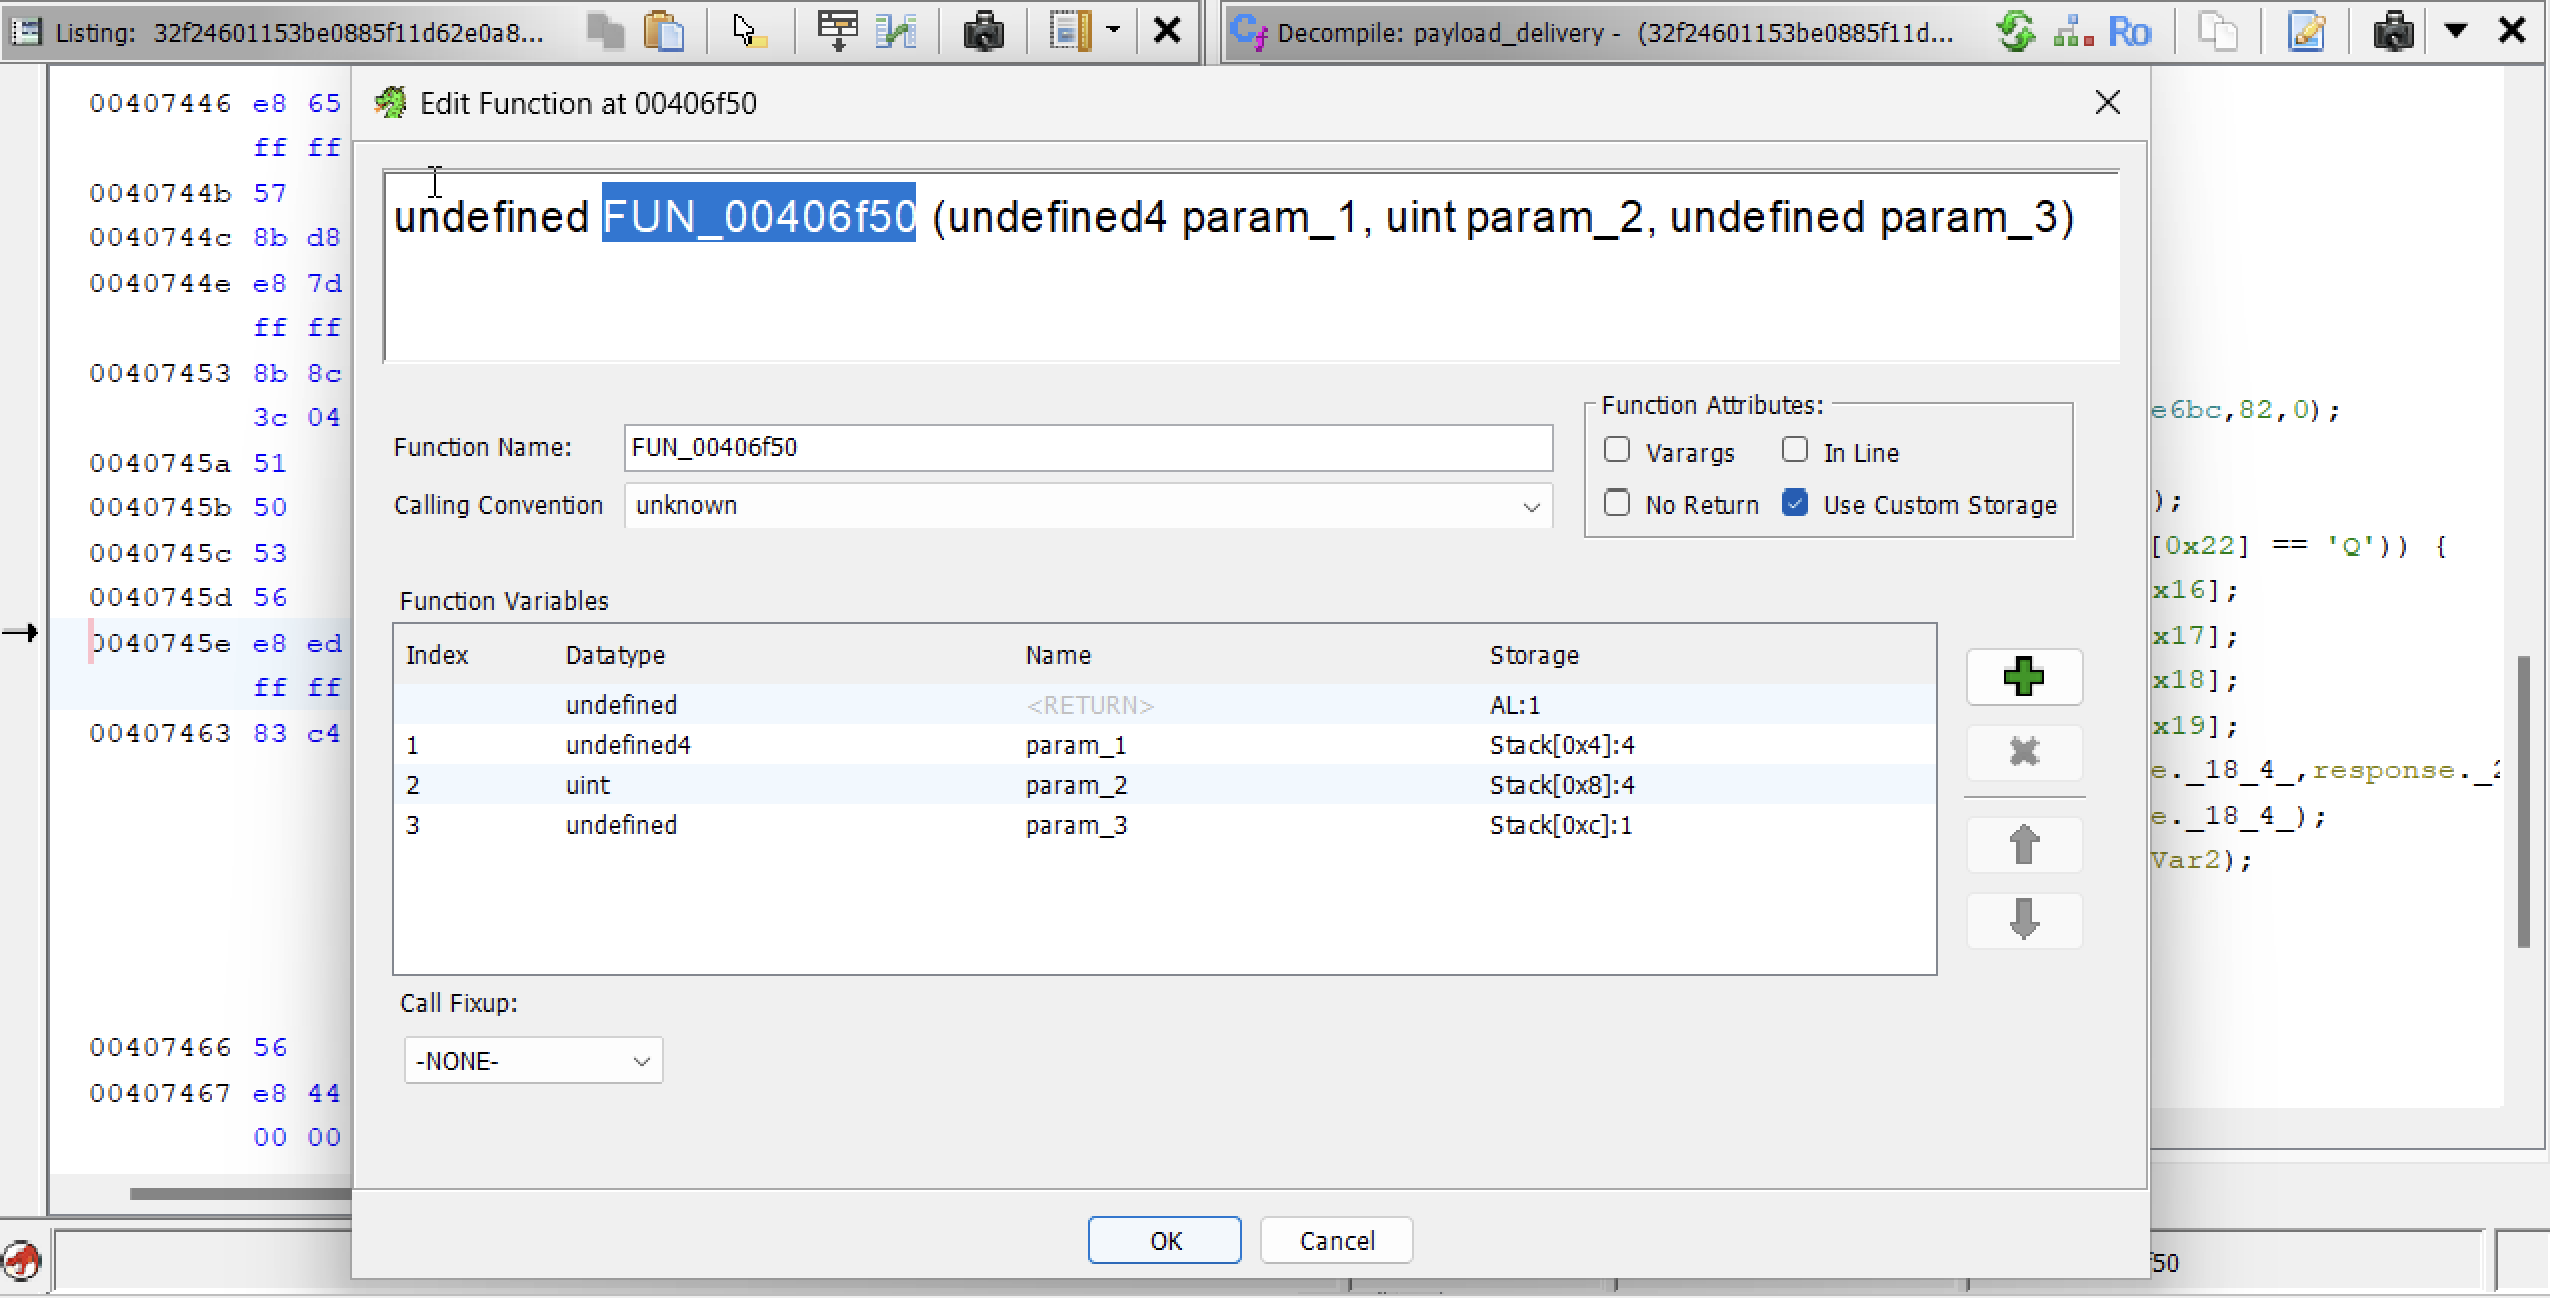 Listing: 32f24601153be0885f11d62e0a8...
Decompile: payload_delivery - (32f24601153be0885f11d...
Ro
Edit Function at 00406f50
undefined FUN_00406f50 (undefined4 param_1, uint param_2, undefined param_3)
Function Name: FUN_00406f50
Calling Convention unknown
Function Attributes:
Varargs In Line
No Return Use Custom Storage
Function Variables
Index Datatype Name Storage
undefined <RETURN> AL:1
1 undefined4 param_1 Stack[0x4]:4
2 uint param_2 Stack[0x8]:4
3 undefined param_3 Stack[0xc]:1
Call Fixup:
-NONE-
OK Cancel
00407446 e8 65
ff ff
0040744b 57
0040744c 8b d8
0040744e e8 7d
ff ff
00407453 8b 8c
3c 04
0040745a 51
0040745b 50
0040745c 53
0040745d 56
0040745e e8 ed
ff ff
00407463 83 c4
00407466 56
00407467 e8 44
00 00
e6bc,82,0);
);
[0x22] == 'Q')) {
x16];
x17];
x18];
x19];
e._18_4_,response._2
e._18_4_);
Var2);
f50